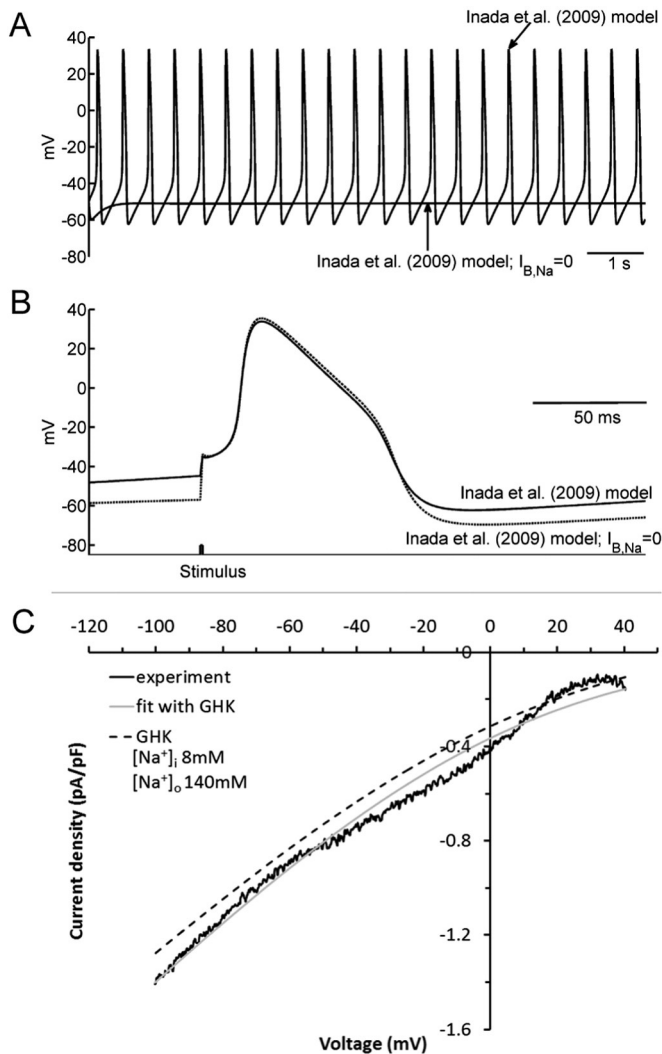 A
Inada et al. (2009) model
40
20
0
-20
-40
-60
-80
mV
Inada et al. (2009) model; I_B,Na=0
1 s
B
40
20
0
-20
-40
-60
-80
mV
50 ms
Inada et al. (2009) model
Inada et al. (2009) model; I_B,Na=0
Stimulus
C
-120 -100 -80 -60 -40 -20 0 20 40
0
experiment
fit with GHK
GHK
[Na+]i 8mM
[Na+]o 140mM
-0.4
-0.8
-1.2
-1.6
Current density (pA/pF)
Voltage (mV)